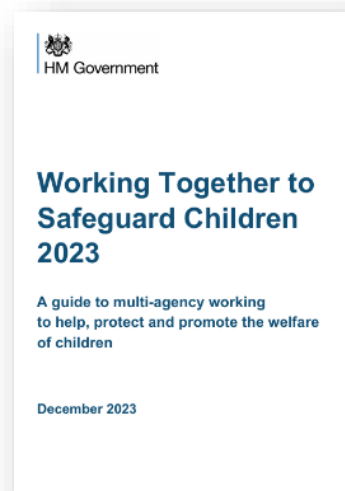 HM Government
Working Together to
Safeguard Children
2023
A guide to multi-agency working
to help, protect and promote the welfare
of children
December 2023